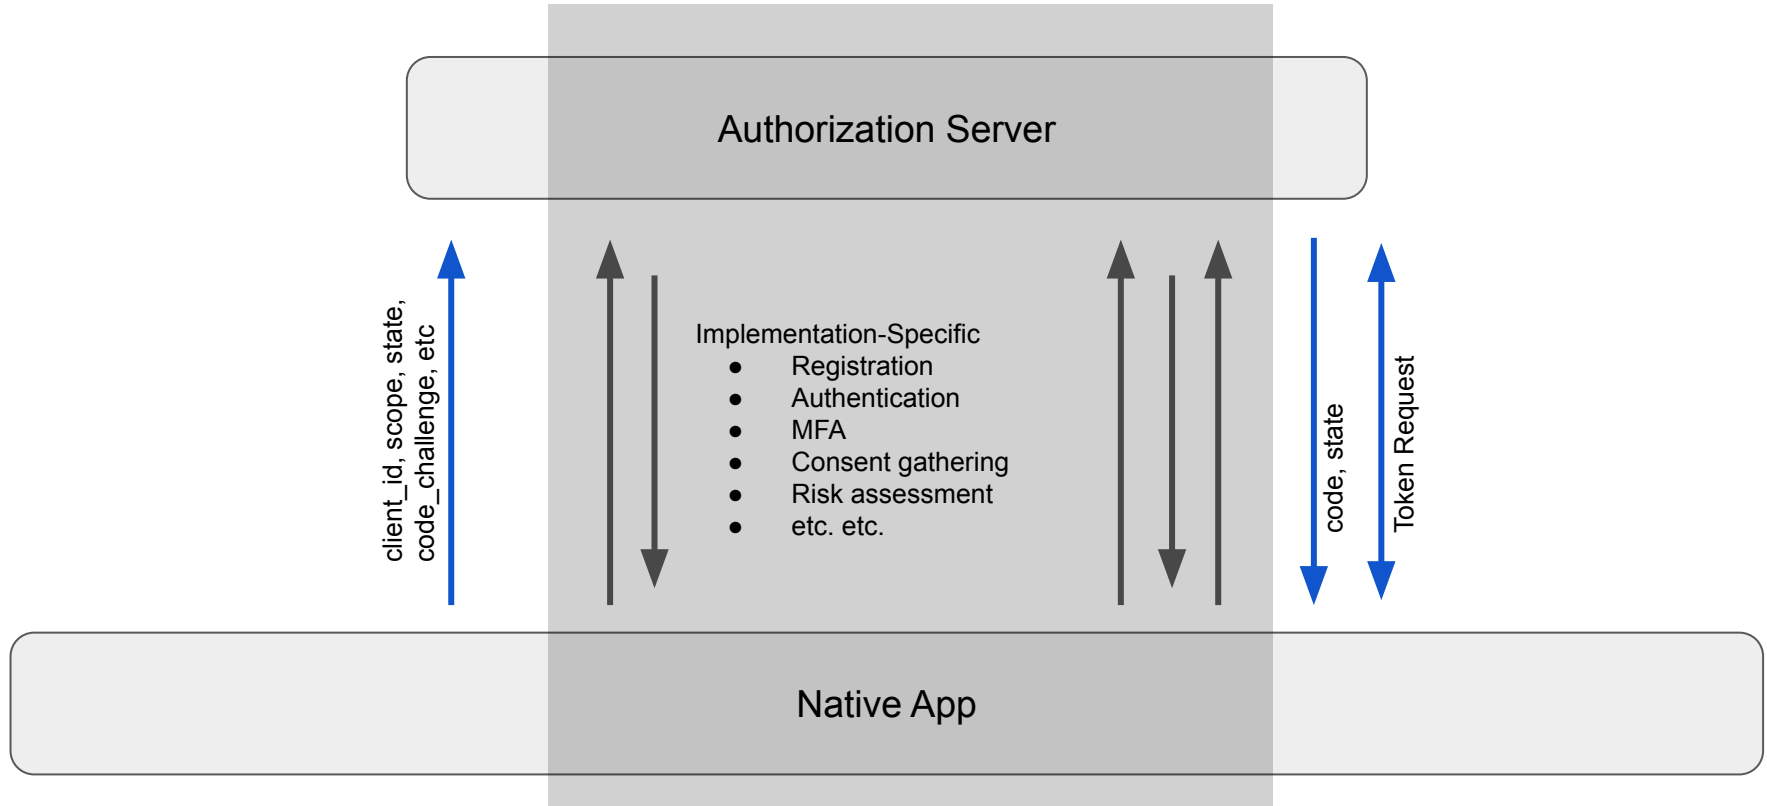 Authorization Server
client_id, scope, state,
code_challenge, etc
Implementation-Specific
● Registration
● Authentication
● MFA
● Consent gathering
● Risk assessment
● etc. etc.
code, state
Token Request
Native App